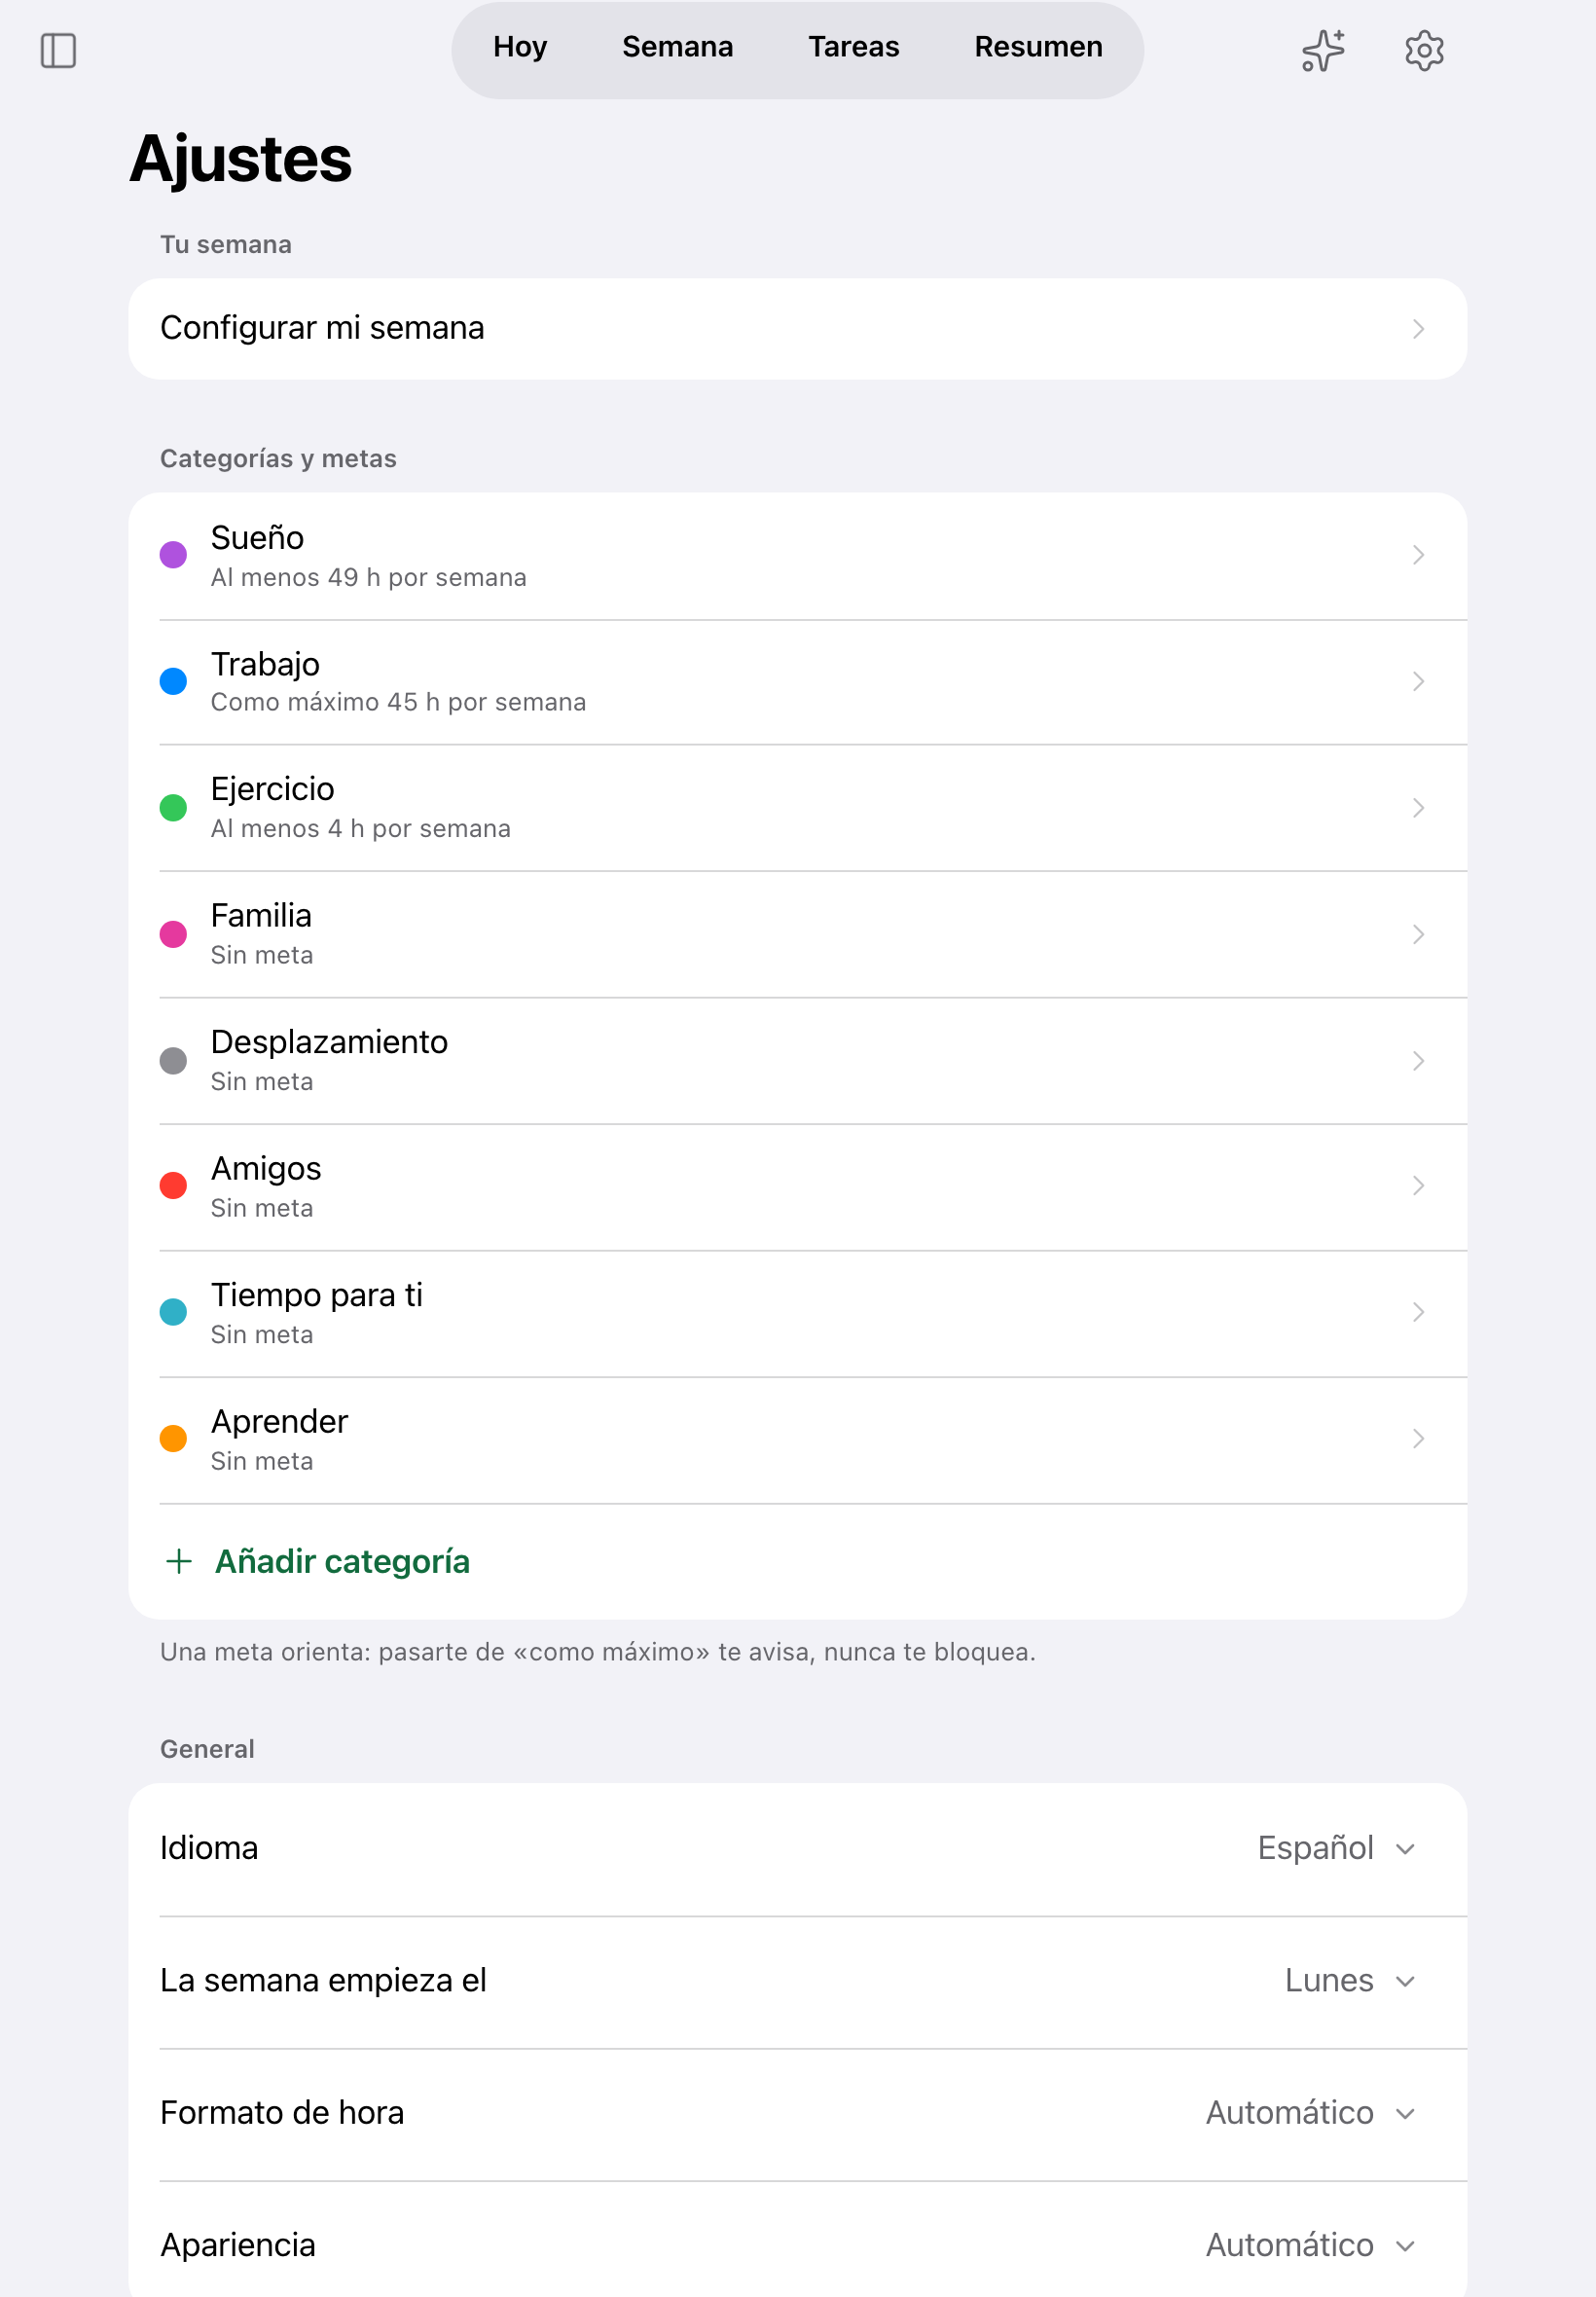 Hoy Semana Tareas Resumen
Ajustes
Tu semana
Configurar mi semana
Categorías y metas
Sueño
Al menos 49 h por semana
Trabajo
Como máximo 45 h por semana
Ejercicio
Al menos 4 h por semana
Familia
Sin meta
Desplazamiento
Sin meta
Amigos
Sin meta
Tiempo para ti
Sin meta
Aprender
Sin meta
+ Añadir categoría
Una meta orienta: pasarte de «como máximo» te avisa, nunca te bloquea.
General
Idioma Español
La semana empieza el Lunes
Formato de hora Automático
Apariencia Automático